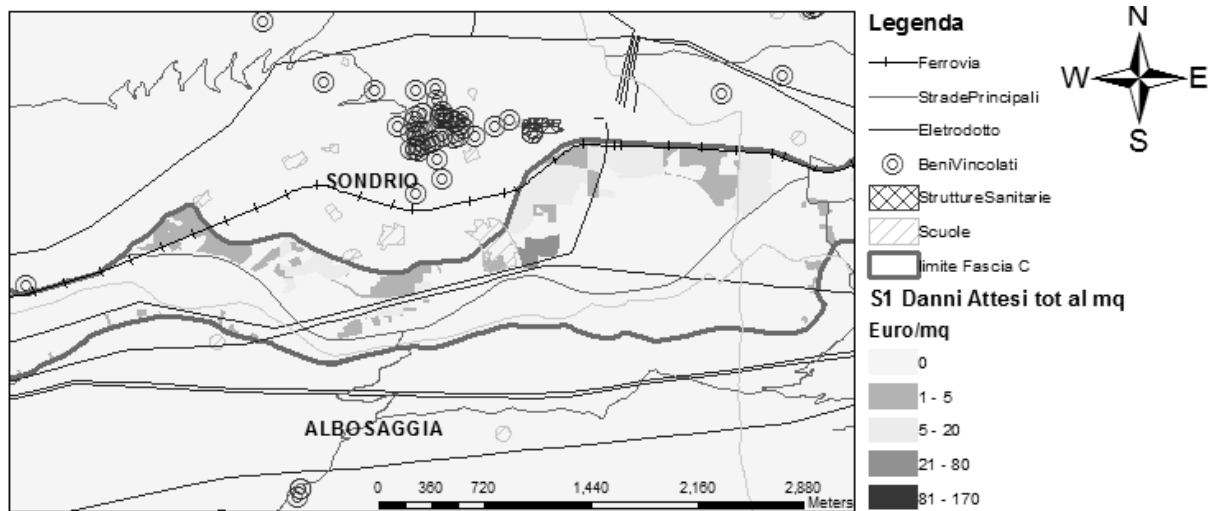 Legenda
Ferrovia
StradePrincipali
Eletrodotto
BeniVincolati
StruttureSanitarie
Scuole
limite Fascia C
S1 Danni Attesi tot al mq
Euro/mq
0
1 - 5
5 - 20
21 - 80
81 - 170
N
W E
S
SONDRIO
ALBOSAGGIA
0 360 720 1,440 2,160 2,880
Meters